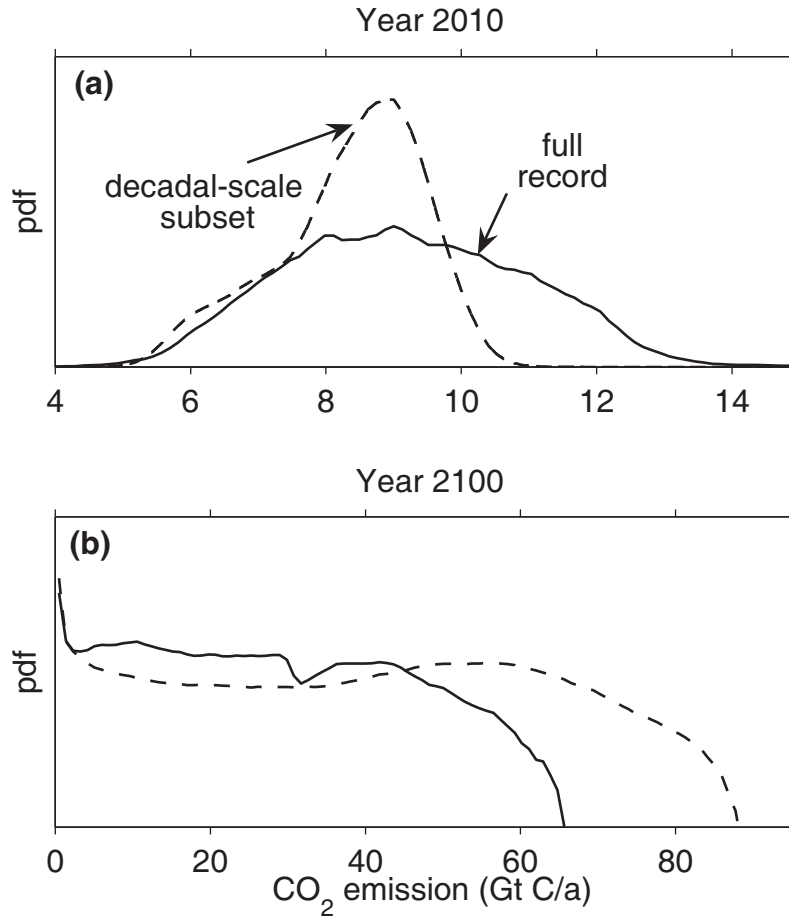 Year 2010
(a)
decadal-scale
subset
full
record
pdf
4 6 8 10 12 14
Year 2100
(b)
pdf
0 20 40 60 80
CO2 emission (Gt C/a)